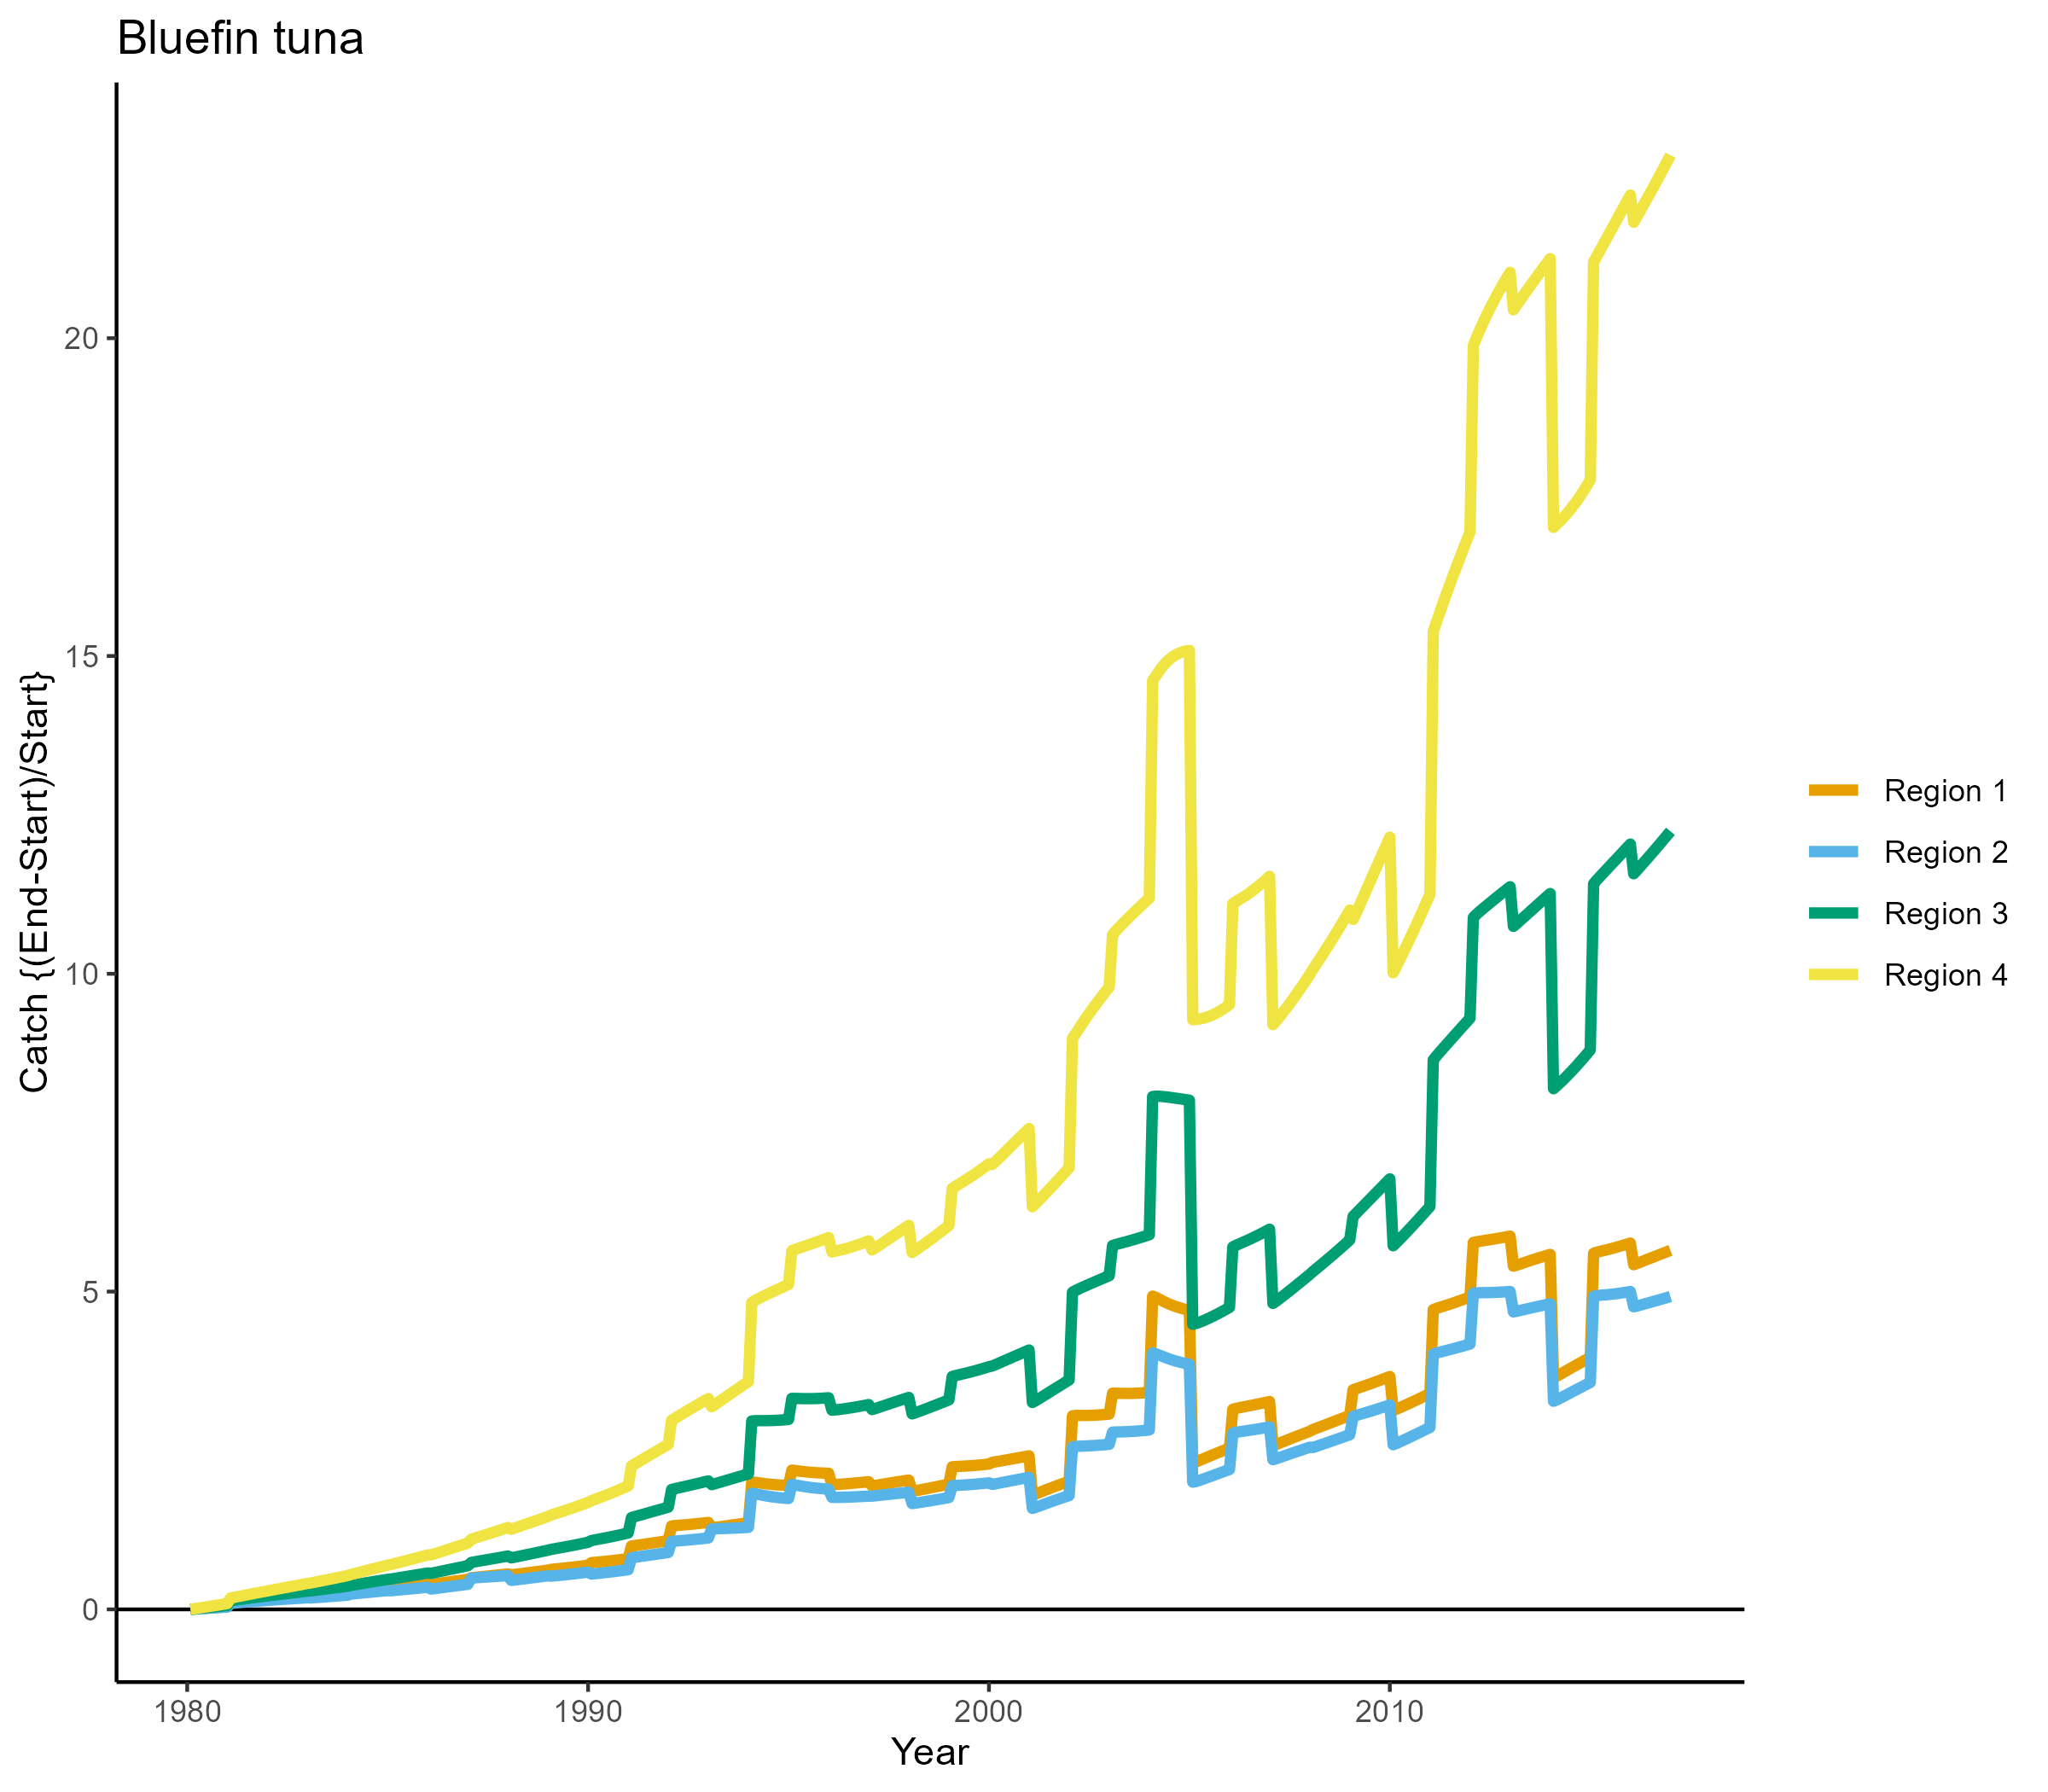 Bluefin tuna
Catch {(End-Start)/Start}
20
15
10
5
0
1980
1990
2000
2010
Year
Region 1
Region 2
Region 3
Region 4